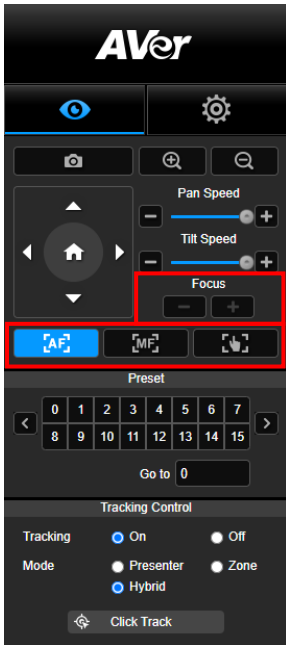 AVer
Pan Speed
Tilt Speed
Focus
[AF] [MF]
Preset
0 1 2 3 4 5 6 7
8 9 10 11 12 13 14 15
Go to 0
Tracking Control
Tracking On Off
Mode Presenter Zone
Hybrid
Click Track